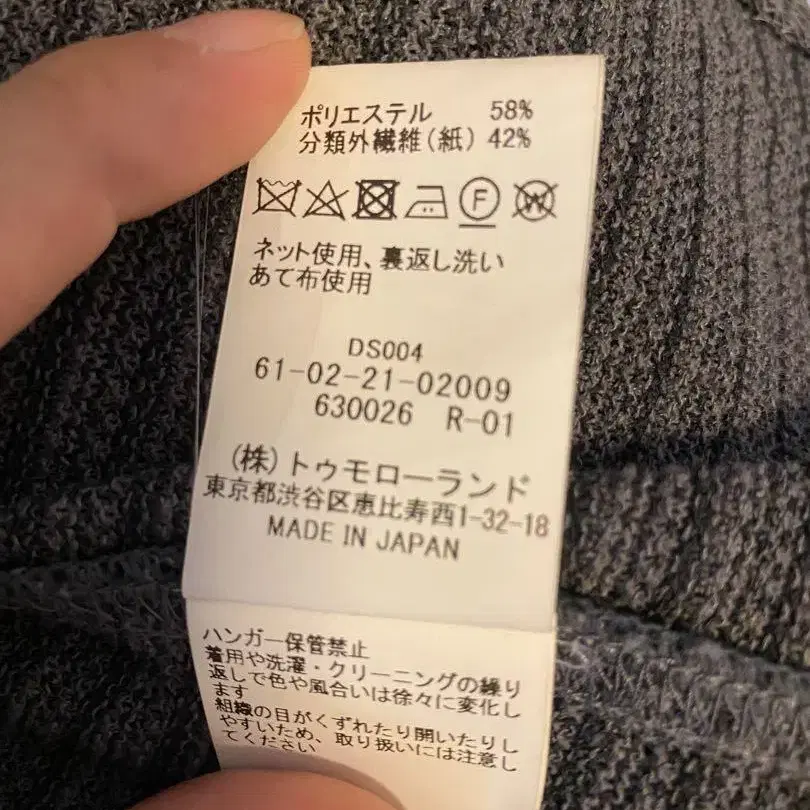 ポリエステル 58%
分類外繊維(紙) 42%
F W
ネット使用、裏返し洗い
あて布使用
DS004
61-02-21-02009
630026 R-01
(株)トゥモローランド
東京都渋谷区恵比寿西1-32-18
MADE IN JAPAN
ハンガー保管禁止
着用や洗濯・クリーニングの繰り
返しで色や風合いは徐々に変化し
ます
組織の目がくずれたり開いたりし
やすいため、取り扱いには注意し
てください